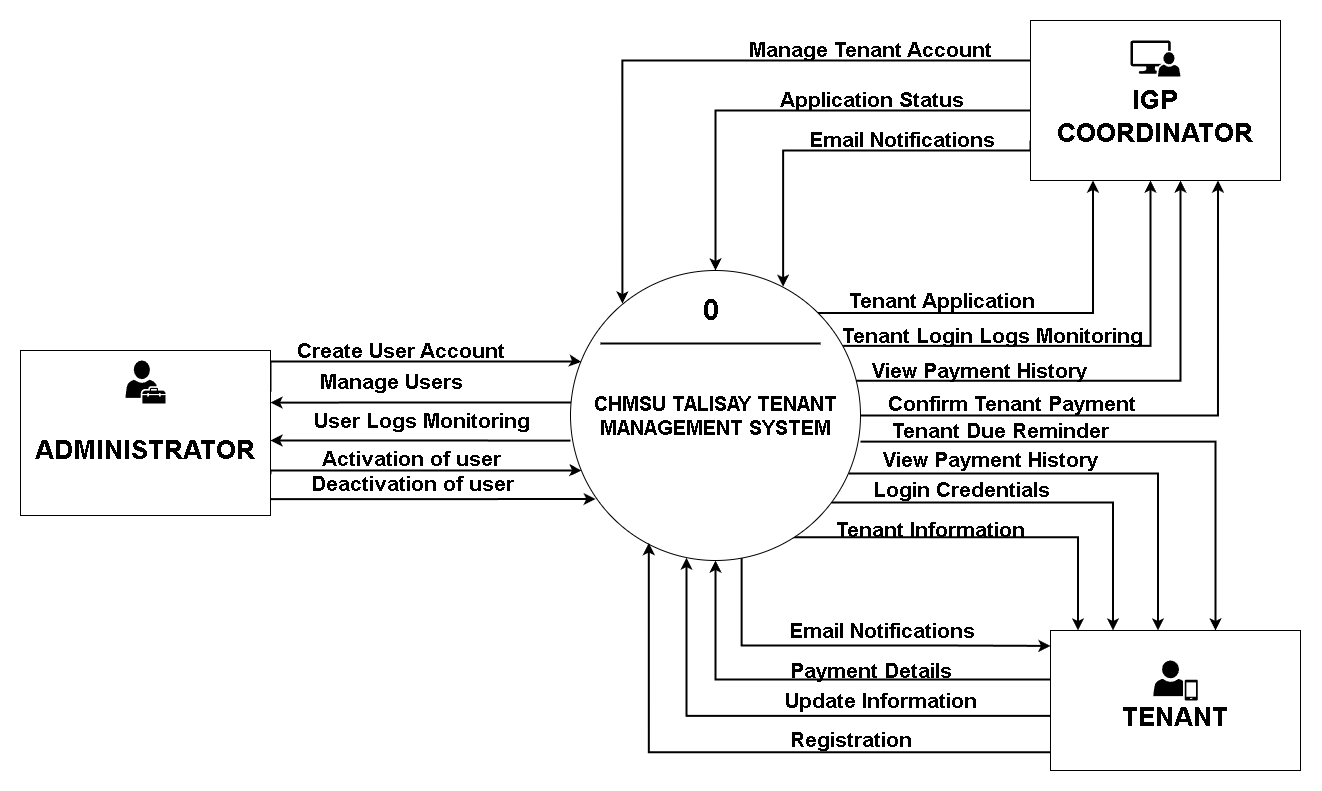 Manage Tenant Account
Application Status
Email Notifications
IGP
COORDINATOR
0
CHMSU TALISAY TENANT
MANAGEMENT SYSTEM
Tenant Application
Tenant Login Logs Monitoring
View Payment History
Confirm Tenant Payment
Tenant Due Reminder
View Payment History
Login Credentials
Tenant Information
Create User Account
Manage Users
User Logs Monitoring
Activation of user
Deactivation of user
ADMINISTRATOR
Email Notifications
Payment Details
Update Information
Registration
TENANT